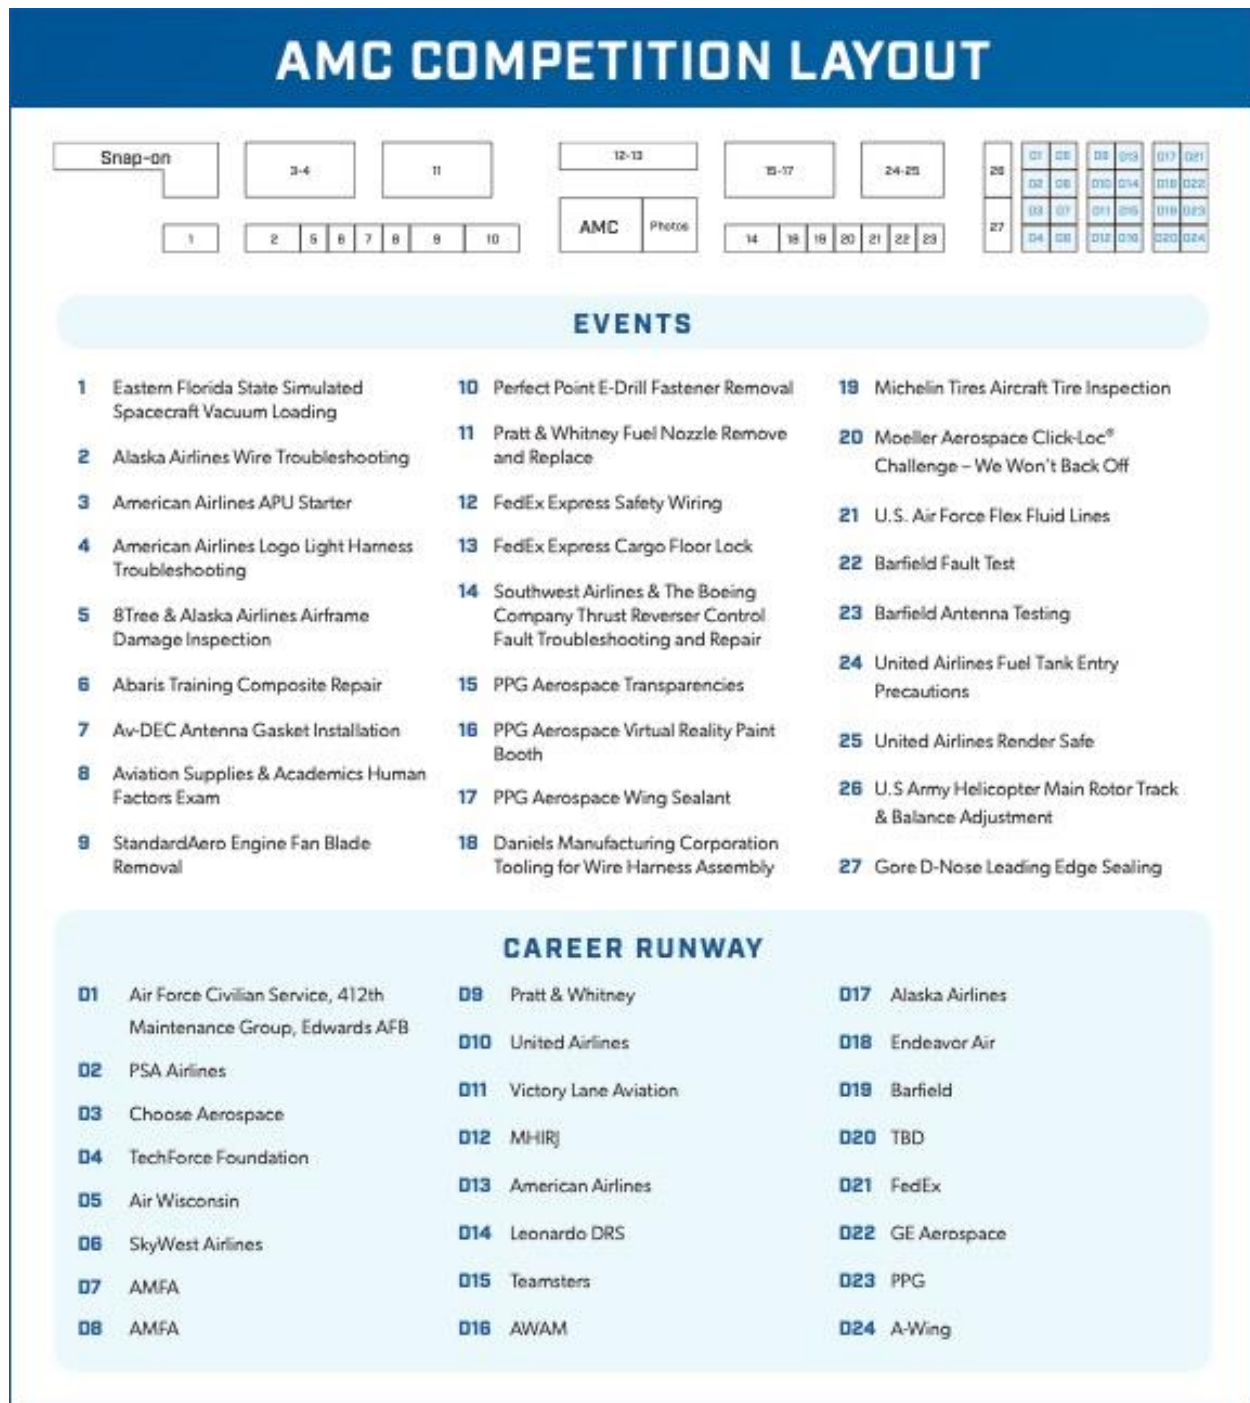 AMC COMPETITION LAYOUT
Snap-on
3-4
11
12-13
15-17
24-25
26
D1 D5 D9 D13 D17 D21
D2 D6 D10 D14 D18 D22
1
2 5 6 7 8 9 10
AMC Photos
14 18 19 20 21 22 23
27
D3 D7 D11 D15 D19 D23
D4 D8 D12 D16 D20 D24
EVENTS
1 Eastern Florida State Simulated
Spacecraft Vacuum Loading
2 Alaska Airlines Wire Troubleshooting
3 American Airlines APU Starter
4 American Airlines Logo Light Harness
Troubleshooting
5 8Tree & Alaska Airlines Airframe
Damage Inspection
6 Abaris Training Composite Repair
7 Av-DEC Antenna Gasket Installation
8 Aviation Supplies & Academics Human
Factors Exam
9 StandardAero Engine Fan Blade
Removal
10 Perfect Point E-Drill Fastener Removal
11 Pratt & Whitney Fuel Nozzle Remove
and Replace
12 FedEx Express Safety Wiring
13 FedEx Express Cargo Floor Lock
14 Southwest Airlines & The Boeing
Company Thrust Reverser Control
Fault Troubleshooting and Repair
15 PPG Aerospace Transparencies
16 PPG Aerospace Virtual Reality Paint
Booth
17 PPG Aerospace Wing Sealant
18 Daniels Manufacturing Corporation
Tooling for Wire Harness Assembly
19 Michelin Tires Aircraft Tire Inspection
20 Moeller Aerospace Click-Loc®
Challenge – We Won't Back Off
21 U.S. Air Force Flex Fluid Lines
22 Barfield Fault Test
23 Barfield Antenna Testing
24 United Airlines Fuel Tank Entry
Precautions
25 United Airlines Render Safe
26 U.S Army Helicopter Main Rotor Track
& Balance Adjustment
27 Gore D-Nose Leading Edge Sealing
CAREER RUNWAY
D1 Air Force Civilian Service, 412th
Maintenance Group, Edwards AFB
D2 PSA Airlines
D3 Choose Aerospace
D4 TechForce Foundation
D5 Air Wisconsin
D6 SkyWest Airlines
D7 AMFA
D8 AMFA
D9 Pratt & Whitney
D10 United Airlines
D11 Victory Lane Aviation
D12 MHIRJ
D13 American Airlines
D14 Leonardo DRS
D15 Teamsters
D16 AWAM
D17 Alaska Airlines
D18 Endeavor Air
D19 Barfield
D20 TBD
D21 FedEx
D22 GE Aerospace
D23 PPG
D24 A-Wing